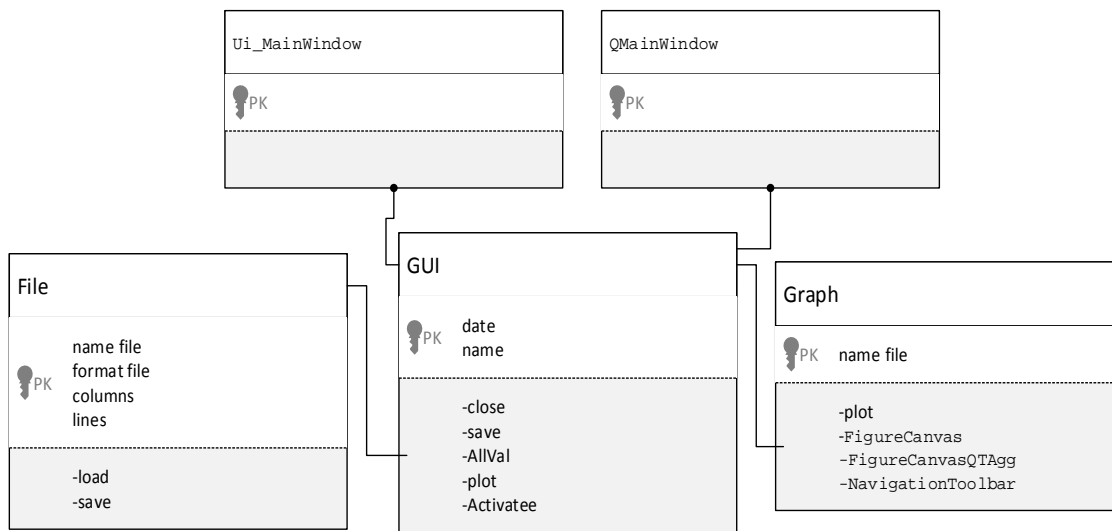 Ui_MainWindow
PK
QMainWindow
PK
File
PK
name file
format file
columns
lines
-load
-save
GUI
PK
date
name
-close
-save
-AllVal
-plot
-Activatee
Graph
PK
name file
-plot
-FigureCanvas
-FigureCanvasQTAgg
-NavigationToolbar